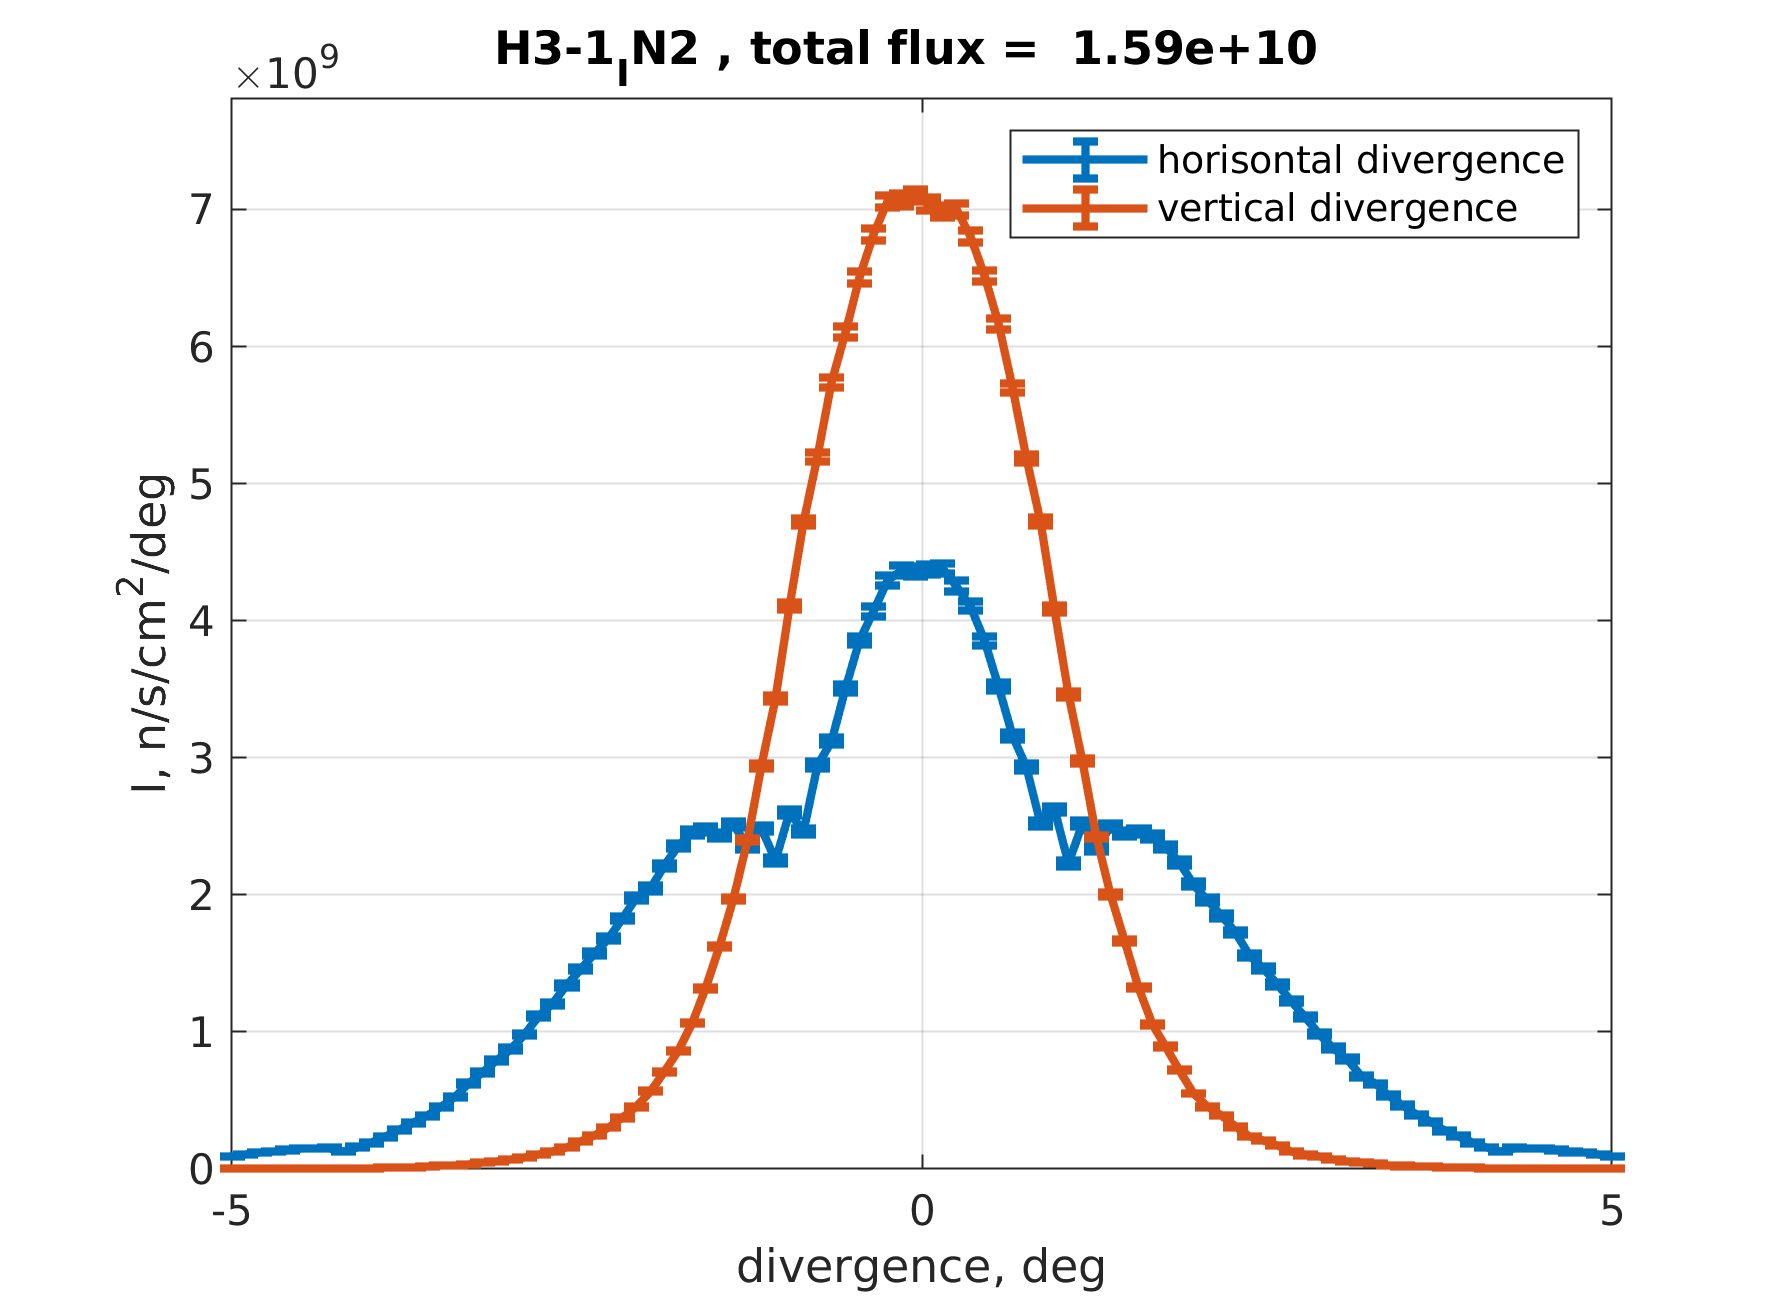 H3-1_IN2 , total flux = 1.59e+10
×10^9
horisontal divergence
vertical divergence
7
6
5
4
3
2
1
0
I, n/s/cm^2/deg
-5 0 5
divergence, deg